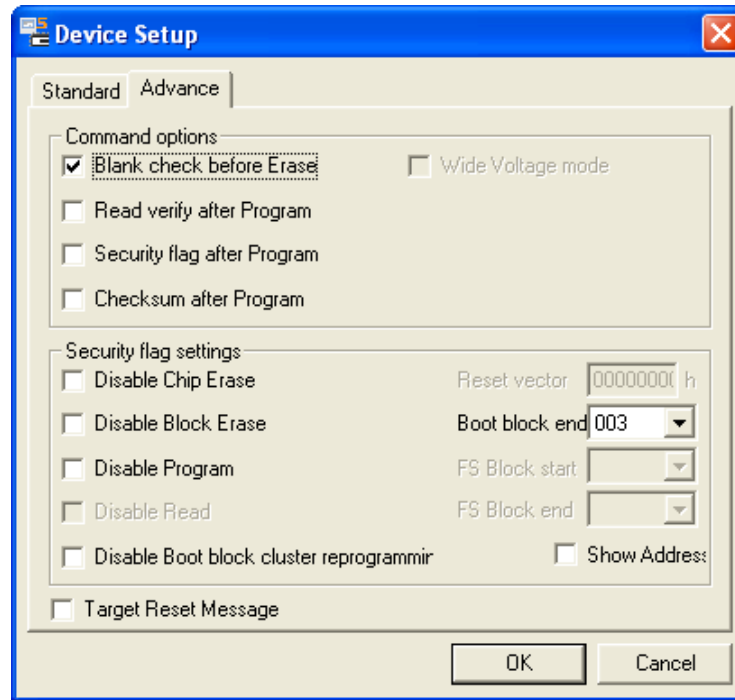 Device Setup
Standard Advance
Command options
Blank check before Erase Wide Voltage mode
Read verify after Program
Security flag after Program
Checksum after Program
Security flag settings
Disable Chip Erase Reset vector 0000000( h
Disable Block Erase Boot block end 003
Disable Program FS Block start
Disable Read FS Block end
Disable Boot block cluster reprogrammir Show Address
Target Reset Message
OK Cancel